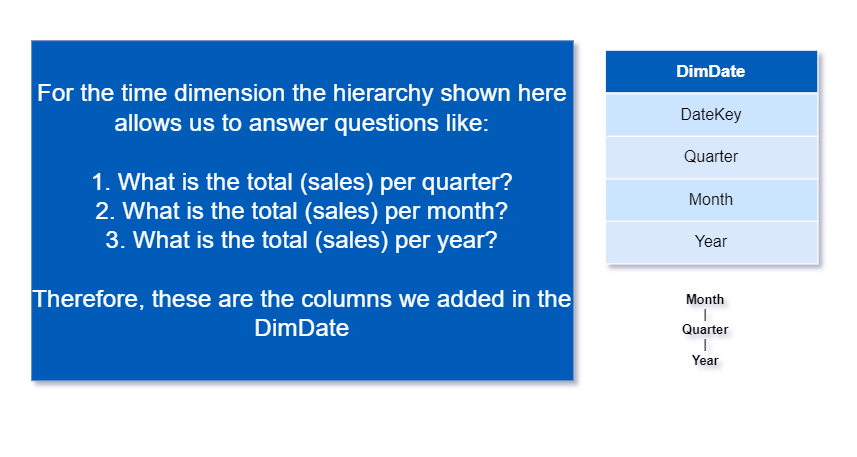 For the time dimension the hierarchy shown here
allows us to answer questions like:
1. What is the total (sales) per quarter?
2. What is the total (sales) per month?
3. What is the total (sales) per year?
Therefore, these are the columns we added in the
DimDate
DimDate
DateKey
Quarter
Month
Year
Month
|
Quarter
|
Year